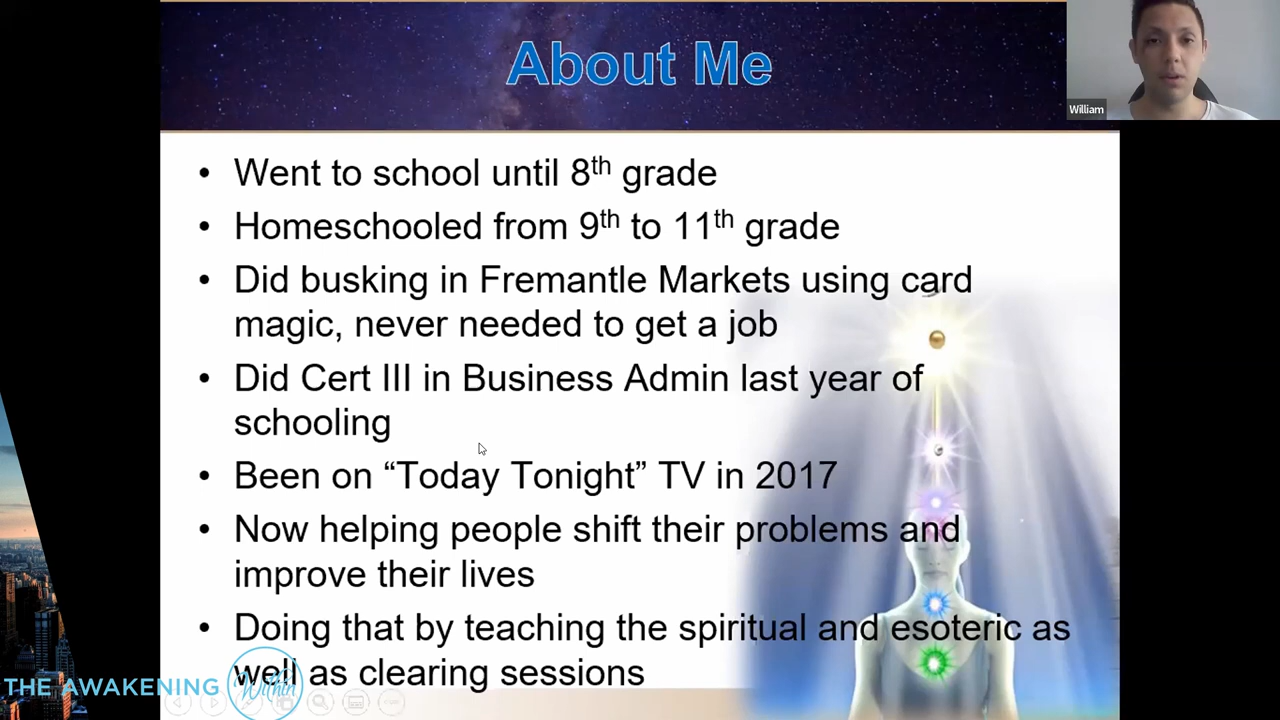 About Me
William
• Went to school until 8th grade
• Homeschooled from 9th to 11th grade
• Did busking in Fremantle Markets using card
magic, never needed to get a job
• Did Cert III in Business Admin last year of
schooling
• Been on “Today Tonight” TV in 2017
• Now helping people shift their problems and
improve their lives
• Doing that by teaching the spiritual and esoteric as
well as clearing sessions
THE AWAKENING Within